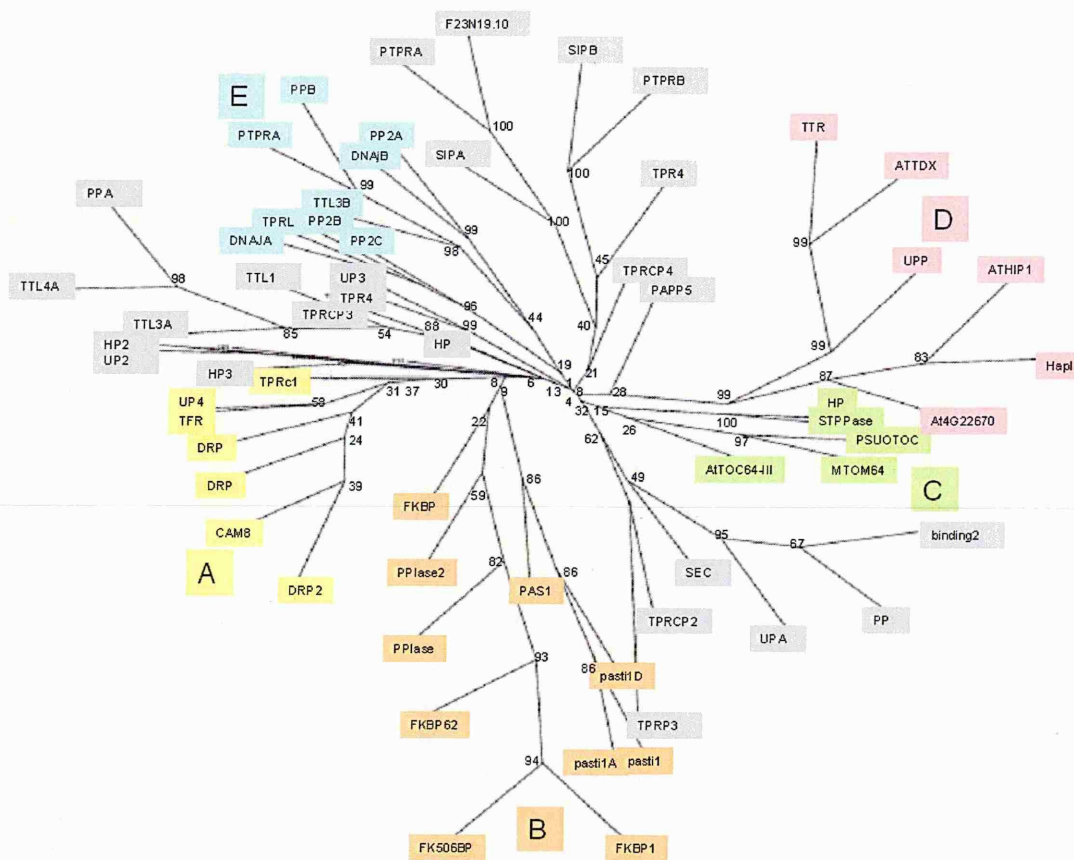 F23N19.10
PTPRA
SIPB
PTPRB
PPB
E
PTPRA
PP2A
DNAjB
SIPA
TPR4
TTR
ATTDX
D
UPP
ATHIP1
Hapl
At4G22670
PPA
TTL3B
TPRL
PP2B
DNAJA
PP2C
TTL4A
TTL1
UP3
TPR4
TPRCP3
TTL3A
HP2
UP2
HP
HP3
TPRCP4
PAPP5
TPRc1
UP4
TFR
DRP
DRP
CAM8
A
DRP2
HP
STPPase
PSUOTOC
AtTOC64-III
MTOM64
C
FKBP
PPIase2
PAS1
PPIase
SEC
TPRCP2
UPA
binding2
PP
pasti1D
FKBP62
TPRP3
pasti1A
pasti1
B
FK506BP
FKBP1
100
100
100
99
99
98
96
99
44
45
40
98
85
54
88
99
19
1
21
8
28
99
99
99
87
83
100
97
26
15
32
4
13
6
8
9
30
37
31
58
41
24
39
22
59
82
93
94
86
86
86
62
49
95
67